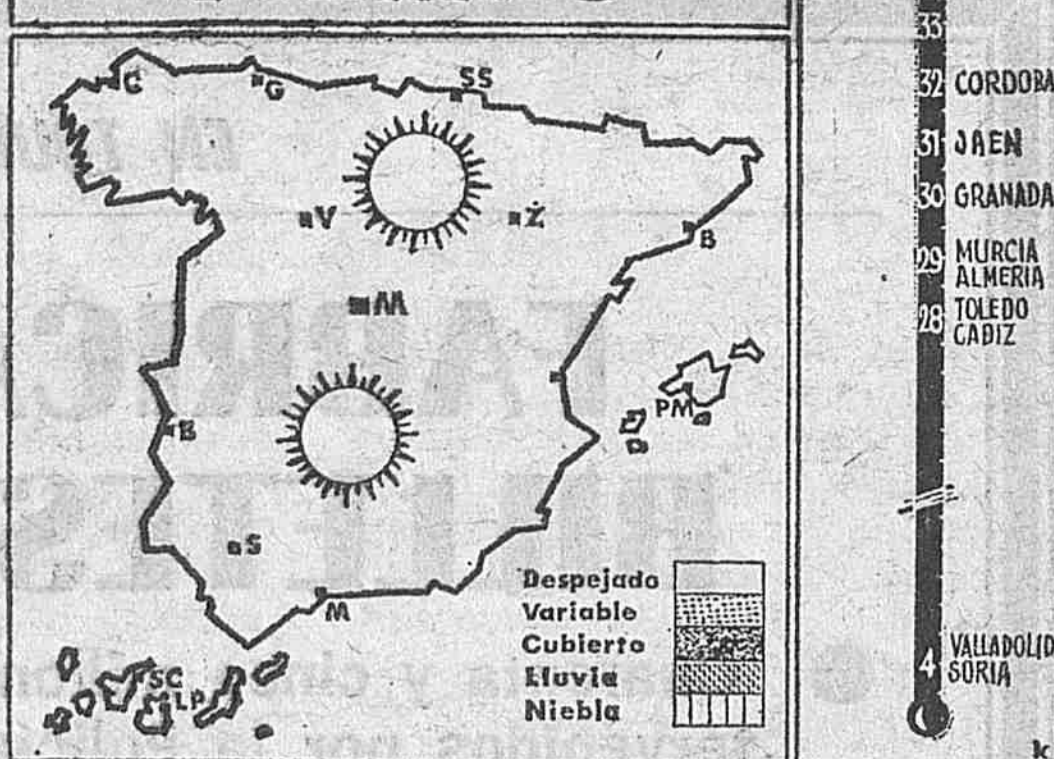 C
G
SS
V
Z
B
M
PM
B
S
M
SC
LP
Despejado
Variable
Cubierto
Lluvia
Niebla
33
32 CORDOBA
31 JAEN
30 GRANADA
29 MURCIA
ALMERIA
28 TOLEDO
CADIZ
4 VALLADOLID
SORIA
k